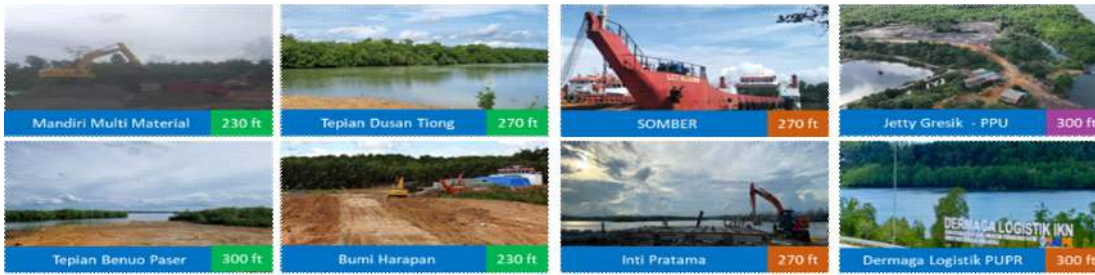 Mandiri Multi Material 230 ft
Tepian Dusan Tiong 270 ft
SOMBER 270 ft
Jetty Gresik - PPU 300 ft
Tepian Benuo Paser 300 ft
Bumi Harapan 230 ft
Inti Pratama 270 ft
DERMAGA LOGISTIK IKN
Dermaga Logistik PUPR 300 ft